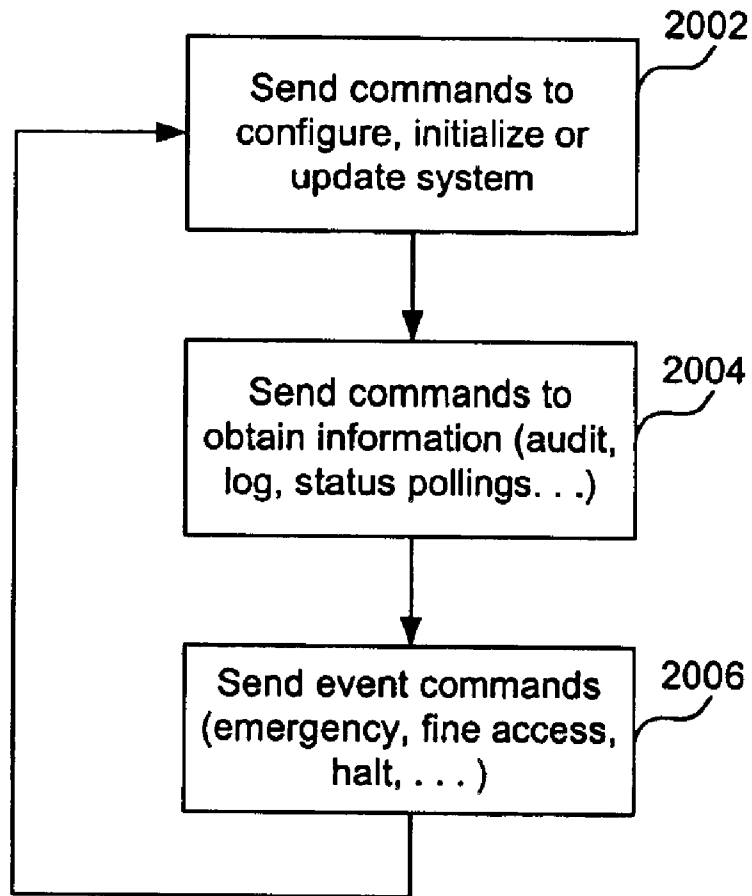 2002
Send commands to
configure, initialize or
update system
2004
Send commands to
obtain information (audit,
log, status pollings. . .)
2006
Send event commands
(emergency, fine access,
halt, . . . )